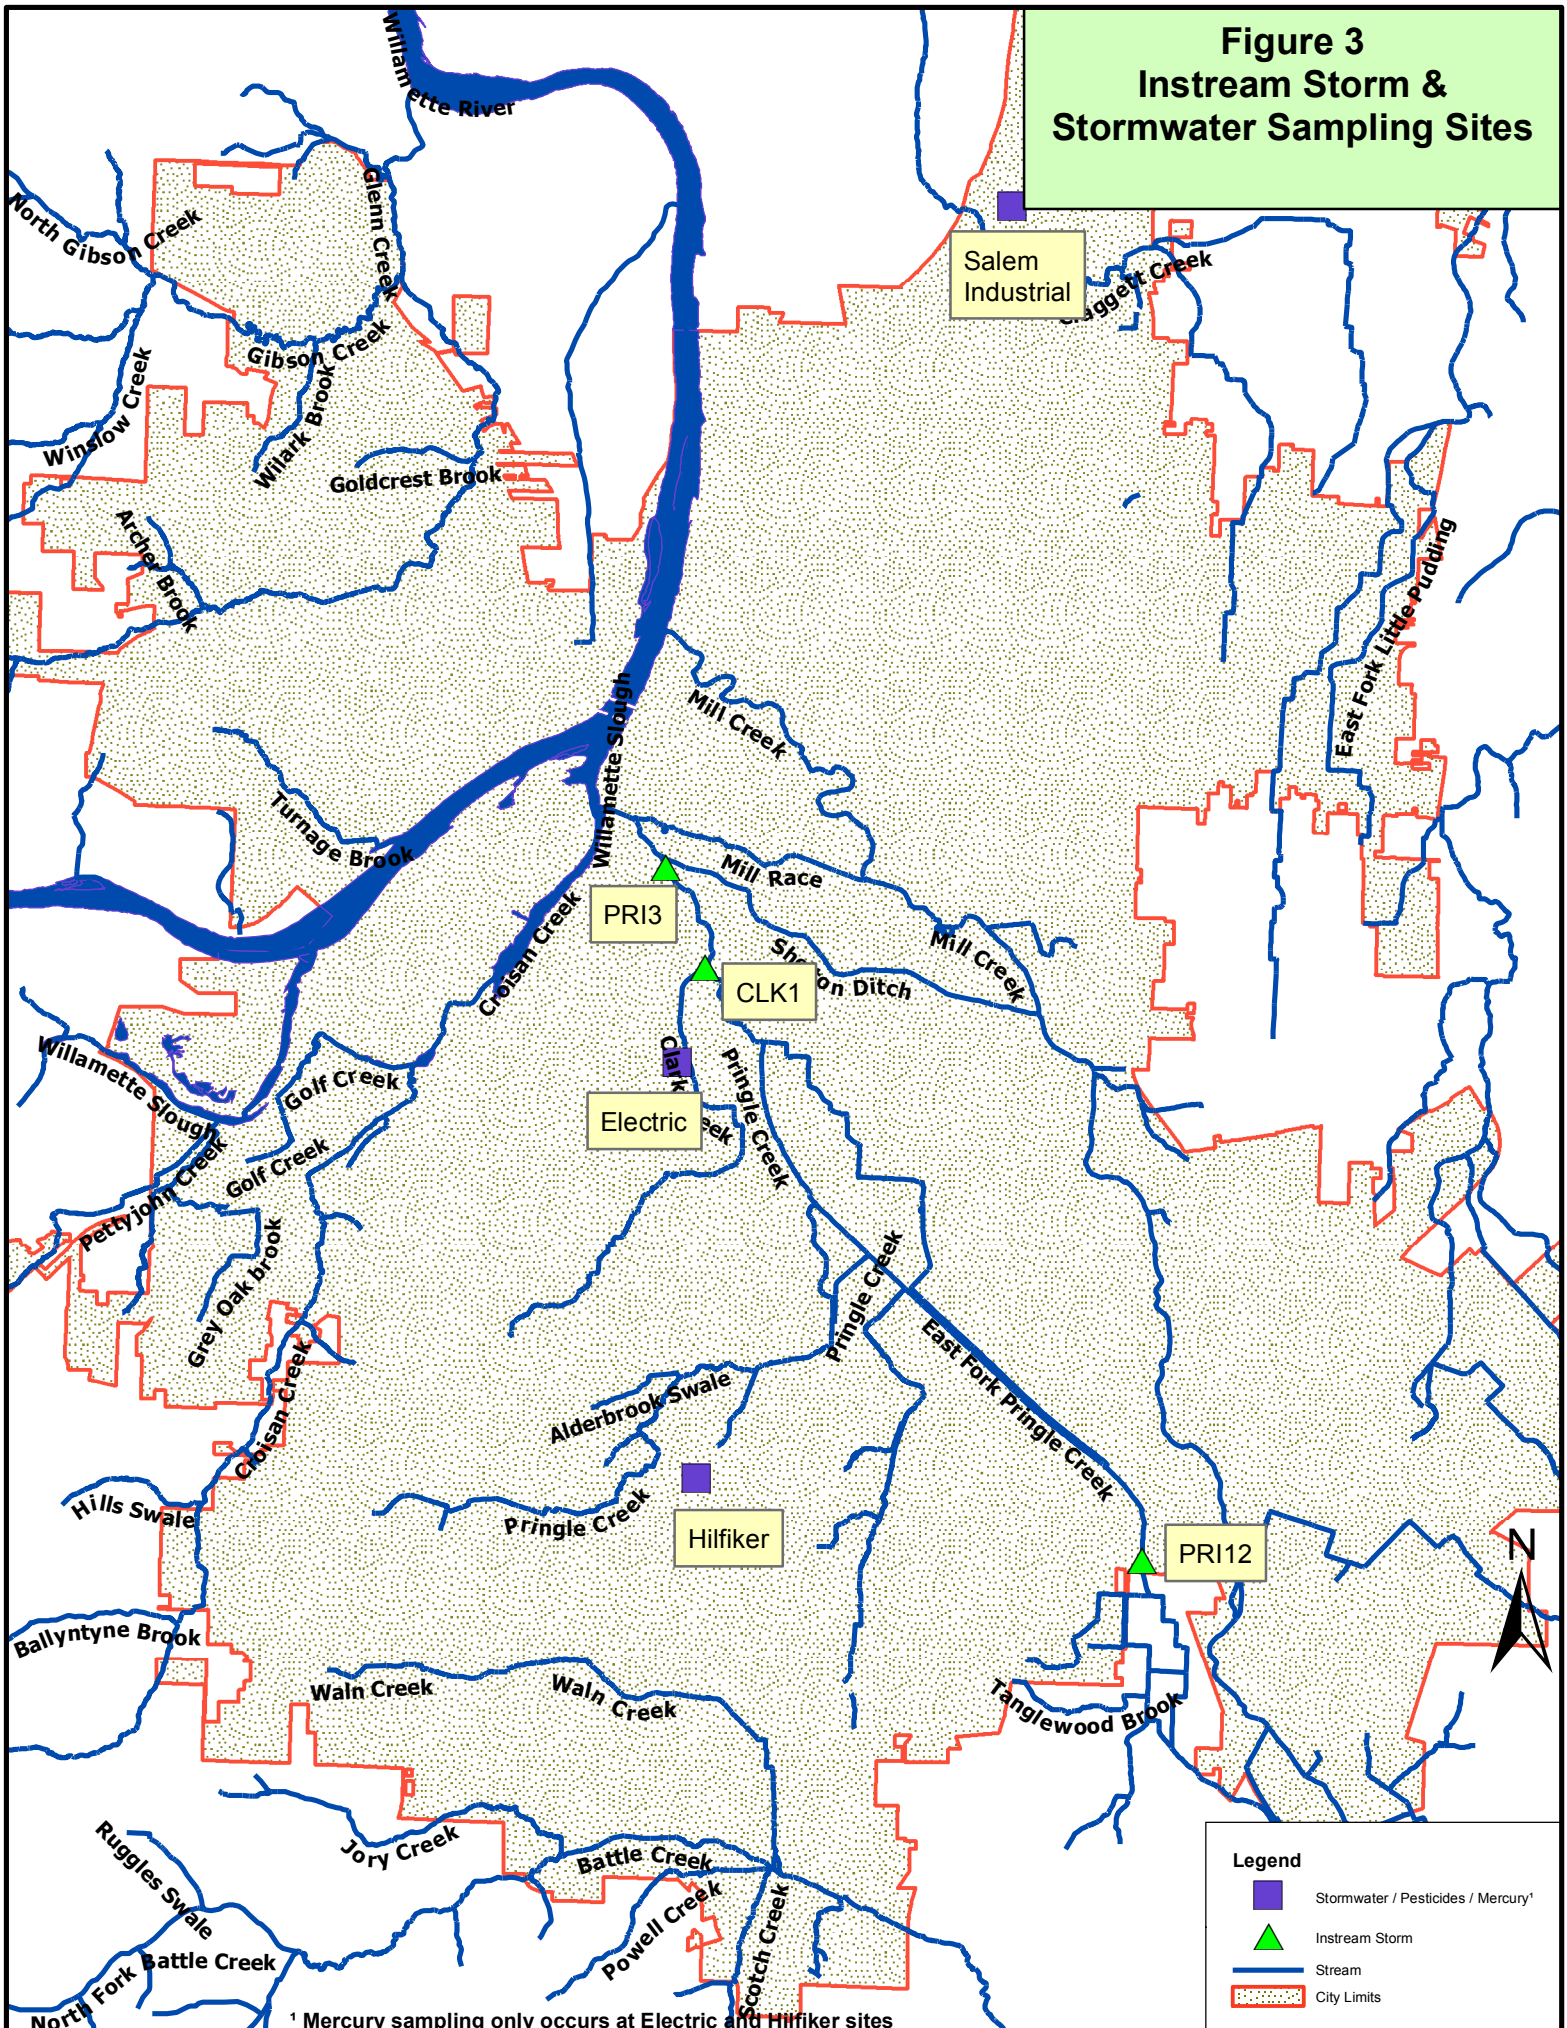 Figure 3
Instream Storm &
Stormwater Sampling Sites
Willamette River
Glenn Creek
North Gibson Creek
Salem
Industrial
Claggett Creek
Gibson Creek
Winslow Creek
Wilark Brook
Goldcrest Brook
Archer Brook
East Fork Little Pudding
Willamette Slough
Mill Creek
Turnage Brook
Mill Race
PRI3
Croisan Creek
Mill Creek
Shelton Ditch
CLK1
Willamette Slough
Golf Creek
Clark Creek
Pringle Creek
Electric
Golf Creek
Pettyjohn Creek
Grey Oak brook
Pringle Creek
East Fork Pringle Creek
Croisan Creek
Alderbrook Swale
Hills Swale
Pringle Creek
Hilfiker
PRI12
N
Ballyntyne Brook
Waln Creek
Waln Creek
Tanglewood Brook
Jory Creek
Battle Creek
Ruggles Swale
Powell Creek
Scotch Creek
North Fork Battle Creek
Legend
Stormwater / Pesticides / Mercury¹
Instream Storm
Stream
City Limits
¹ Mercury sampling only occurs at Electric and Hilfiker sites